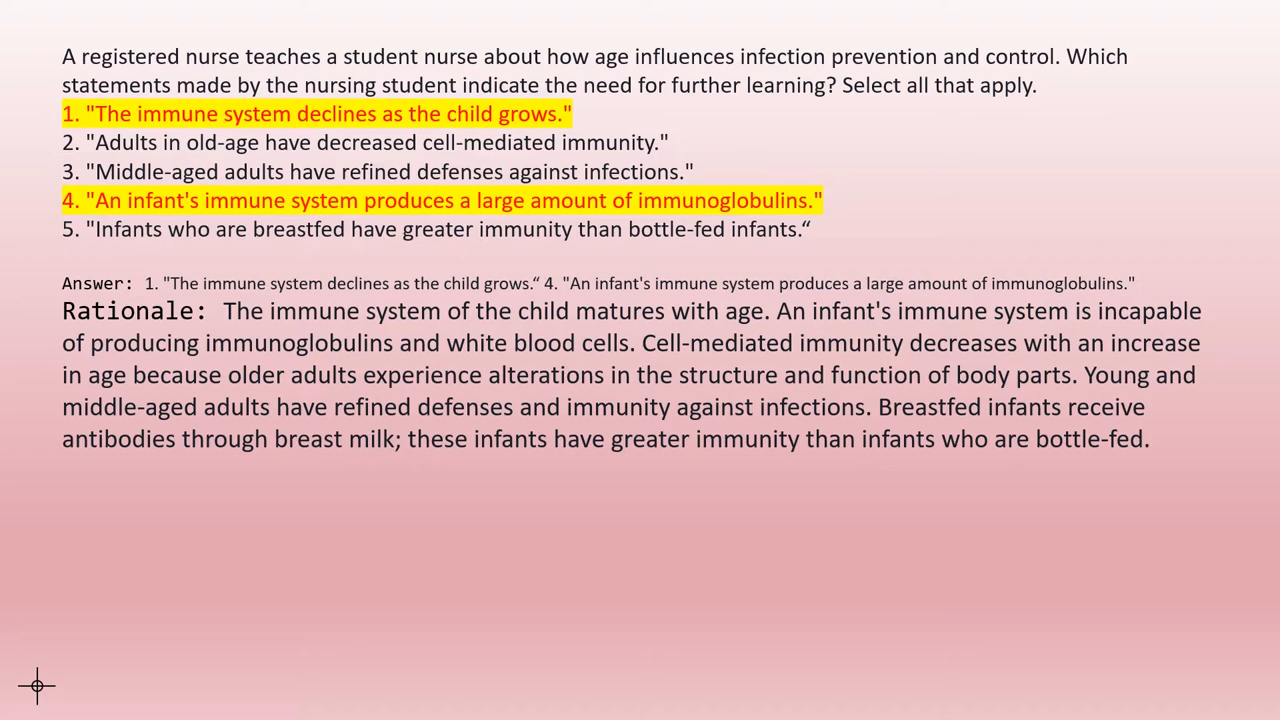 A registered nurse teaches a student nurse about how age influences infection prevention and control. Which
statements made by the nursing student indicate the need for further learning? Select all that apply.
1. "The immune system declines as the child grows."
2. "Adults in old-age have decreased cell-mediated immunity."
3. "Middle-aged adults have refined defenses against infections."
4. "An infant's immune system produces a large amount of immunoglobulins."
5. "Infants who are breastfed have greater immunity than bottle-fed infants.“
Answer: 1. "The immune system declines as the child grows.“ 4. "An infant's immune system produces a large amount of immunoglobulins."
Rationale: The immune system of the child matures with age. An infant's immune system is incapable
of producing immunoglobulins and white blood cells. Cell-mediated immunity decreases with an increase
in age because older adults experience alterations in the structure and function of body parts. Young and
middle-aged adults have refined defenses and immunity against infections. Breastfed infants receive
antibodies through breast milk; these infants have greater immunity than infants who are bottle-fed.